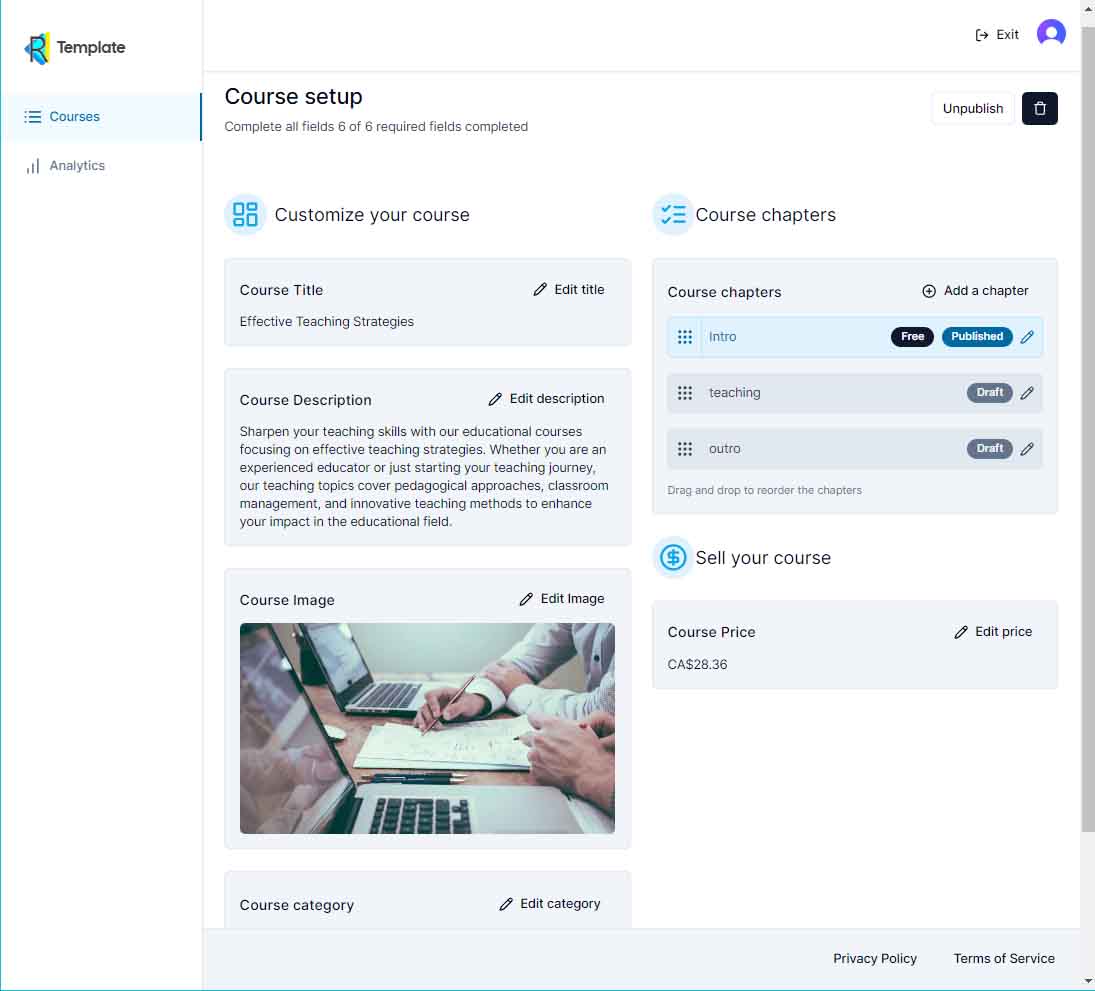 Template
Exit
Courses
Analytics
Course setup
Complete all fields 6 of 6 required fields completed
Unpublish
Customize your course
Course Title
Edit title
Effective Teaching Strategies
Course Description
Edit description
Sharpen your teaching skills with our educational courses
focusing on effective teaching strategies. Whether you are an
experienced educator or just starting your teaching journey,
our teaching topics cover pedagogical approaches, classroom
management, and innovative teaching methods to enhance
your impact in the educational field.
Course Image
Edit Image
Course category
Edit category
Course chapters
Course chapters
Add a chapter
Intro
Free
Published
teaching
Draft
outro
Draft
Drag and drop to reorder the chapters
Sell your course
Course Price
Edit price
CA$28.36
Privacy Policy
Terms of Service